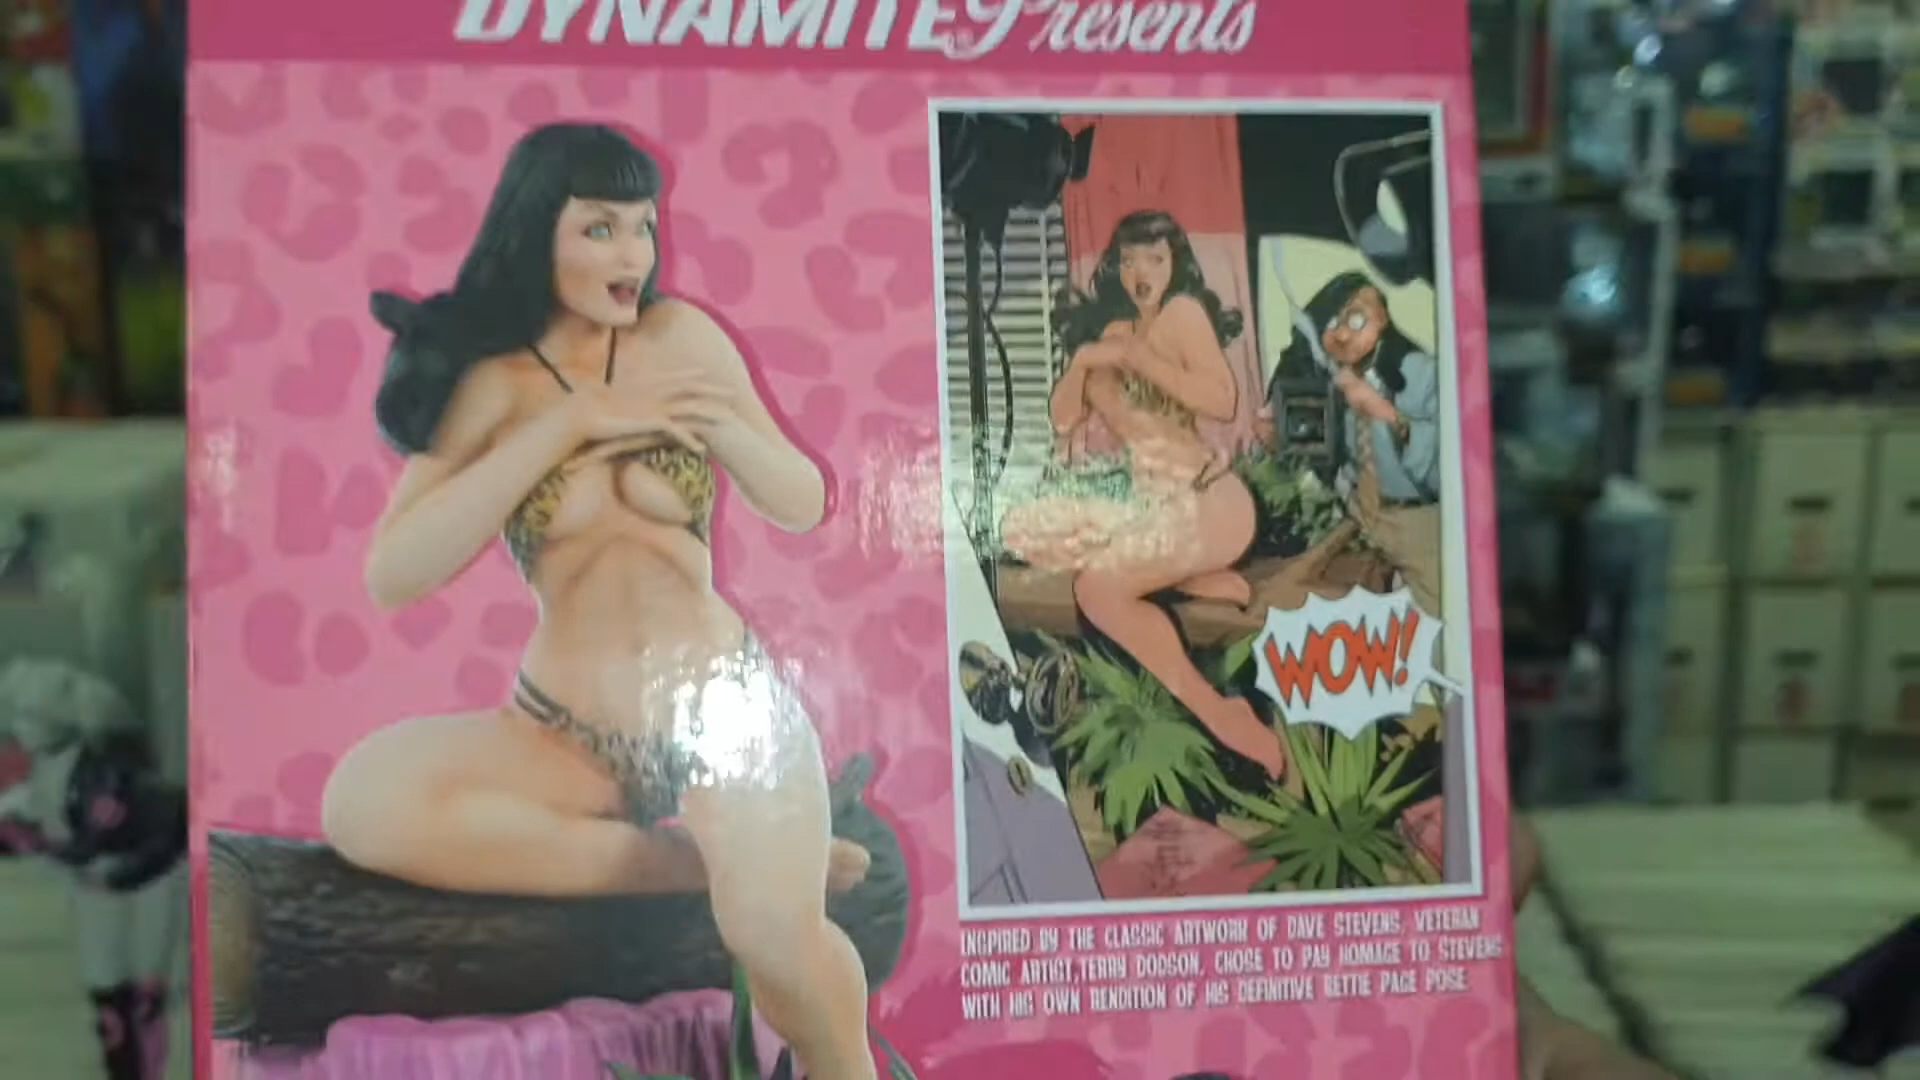 DYNAMITE® Presents
WOW!
INSPIRED BY THE CLASSIC ARTWORK OF DAVE STEVENS, VETERAN
COMIC ARTIST, TERRY DODSON, CHOSE TO PAY HOMAGE TO STEVENS
WITH HIS OWN RENDITION OF HIS DEFINITIVE BETTIE PAGE POSE